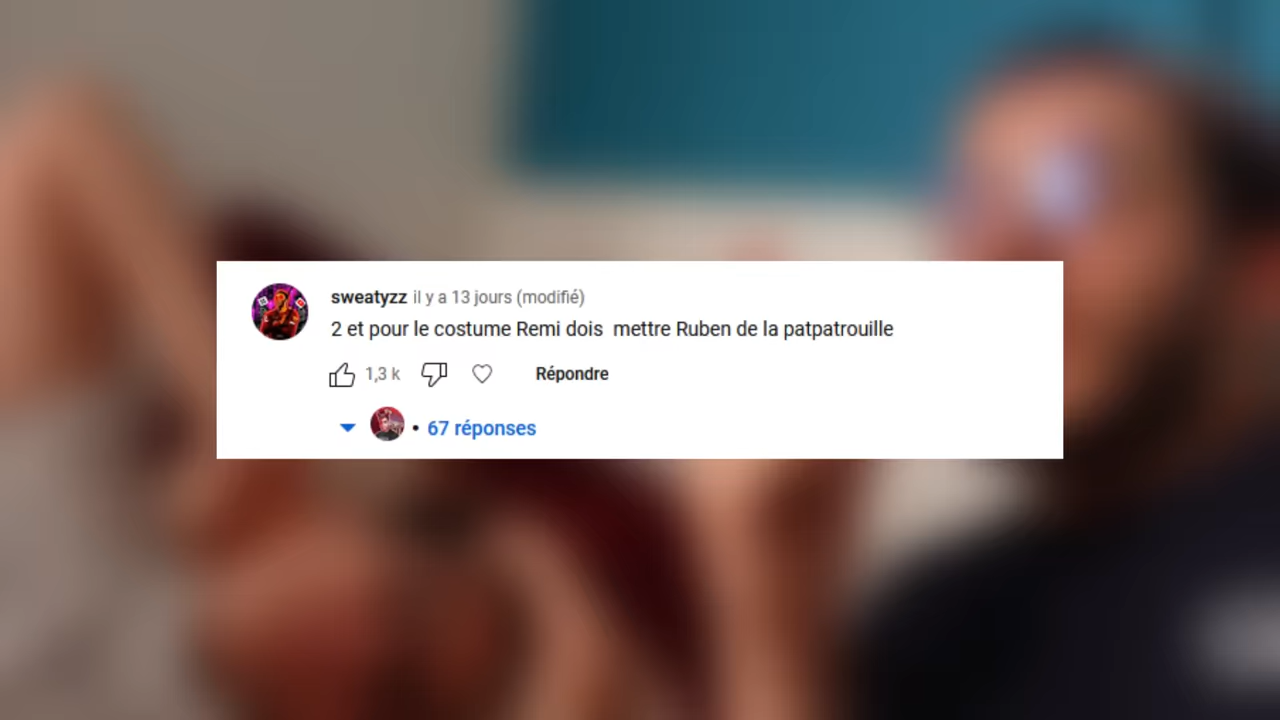 sweatyzz il y a 13 jours (modifié)
2 et pour le costume Remi dois  mettre Ruben de la patpatrouille
1,3 k Répondre
• 67 réponses